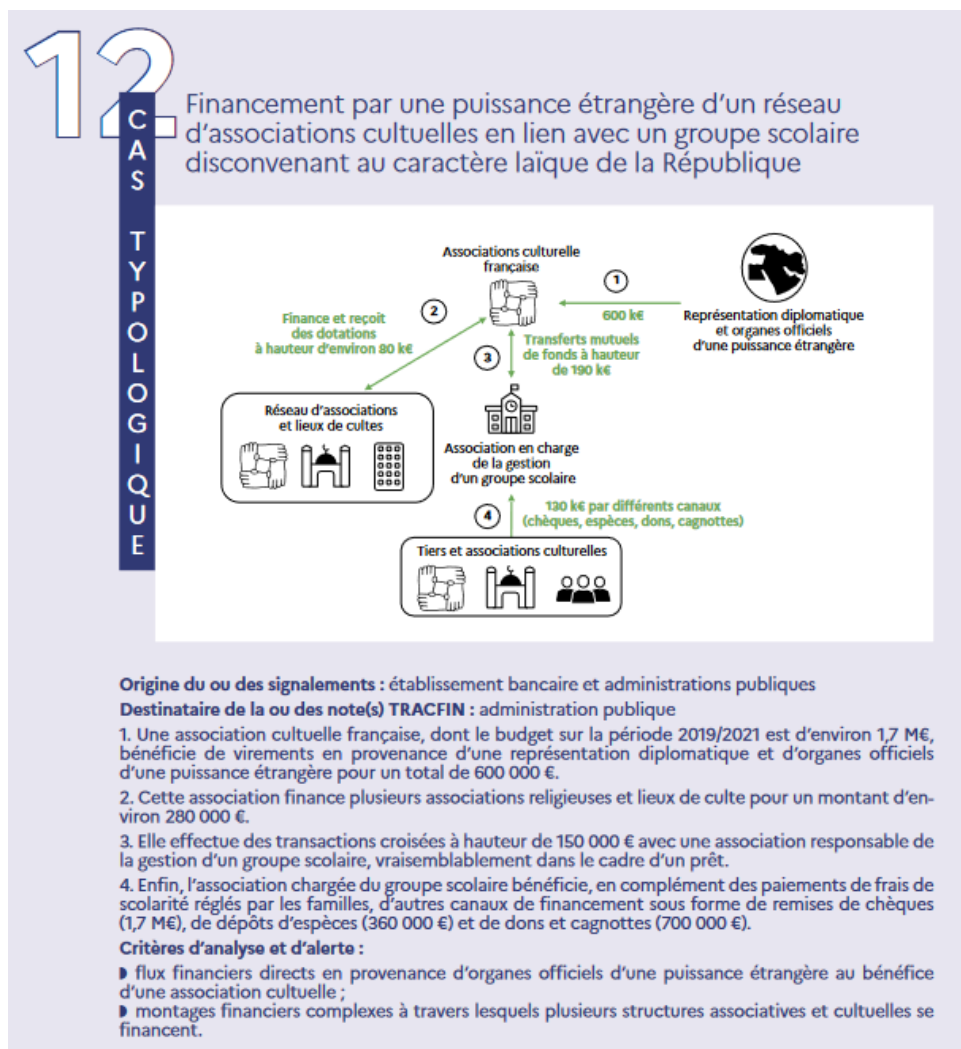 12
CAS TYPOLOGIQUE
Financement par une puissance étrangère d'un réseau
d'associations cultuelles en lien avec un groupe scolaire
disconvenant au caractère laïque de la République
Associations culturelle
française
1
600 k€
Représentation diplomatique
et organes officiels
d'une puissance étrangère
2
Finance et reçoit
des dotations
à hauteur d'environ 80 k€
3
Transferts mutuels
de fonds à hauteur
de 190 k€
Réseau d'associations
et lieux de cultes
Association en charge
de la gestion
d'un groupe scolaire
4
130 k€ par différents canaux
(chèques, espèces, dons, cagnottes)
Tiers et associations culturelles
Origine du ou des signalements : établissement bancaire et administrations publiques
Destinataire de la ou des note(s) TRACFIN : administration publique
1. Une association cultuelle française, dont le budget sur la période 2019/2021 est d'environ 1,7 M€,
bénéficie de virements en provenance d'une représentation diplomatique et d'organes officiels
d'une puissance étrangère pour un total de 600 000 €.
2. Cette association finance plusieurs associations religieuses et lieux de culte pour un montant d'en-
viron 280 000 €.
3. Elle effectue des transactions croisées à hauteur de 150 000 € avec une association responsable de
la gestion d'un groupe scolaire, vraisemblablement dans le cadre d'un prêt.
4. Enfin, l'association chargée du groupe scolaire bénéficie, en complément des paiements de frais de
scolarité réglés par les familles, d'autres canaux de financement sous forme de remises de chèques
(1,7 M€), de dépôts d'espèces (360 000 €) et de dons et cagnottes (700 000 €).
Critères d'analyse et d'alerte :
◗ flux financiers directs en provenance d'organes officiels d'une puissance étrangère au bénéfice
d'une association cultuelle ;
◗ montages financiers complexes à travers lesquels plusieurs structures associatives et cultuelles se
financent.